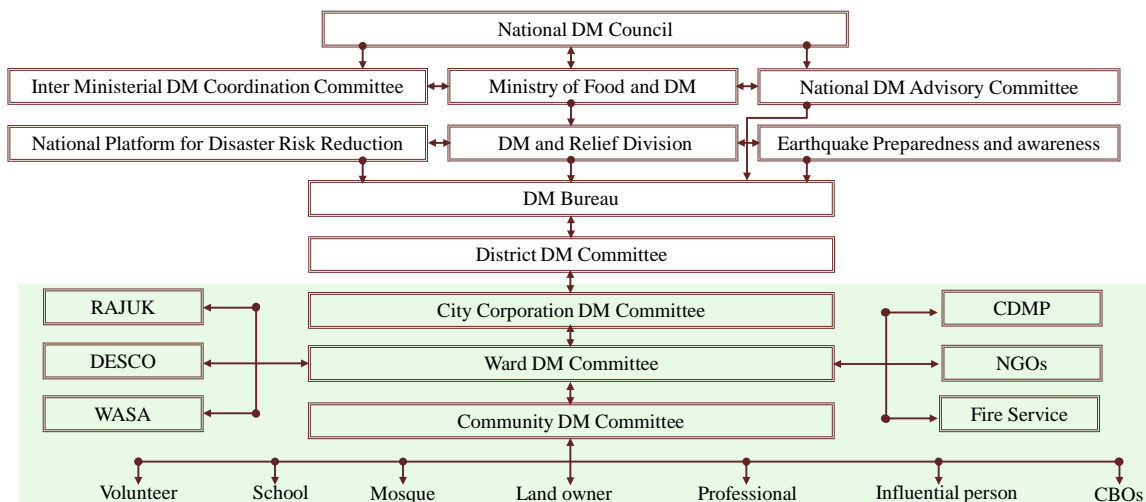 National DM Council
Inter Ministerial DM Coordination Committee
Ministry of Food and DM
National DM Advisory Committee
National Platform for Disaster Risk Reduction
DM and Relief Division
Earthquake Preparedness and awareness
DM Bureau
District DM Committee
RAJUK
City Corporation DM Committee
CDMP
DESCO
Ward DM Committee
NGOs
WASA
Community DM Committee
Fire Service
Volunteer
School
Mosque
Land owner
Professional
Influential person
CBOs